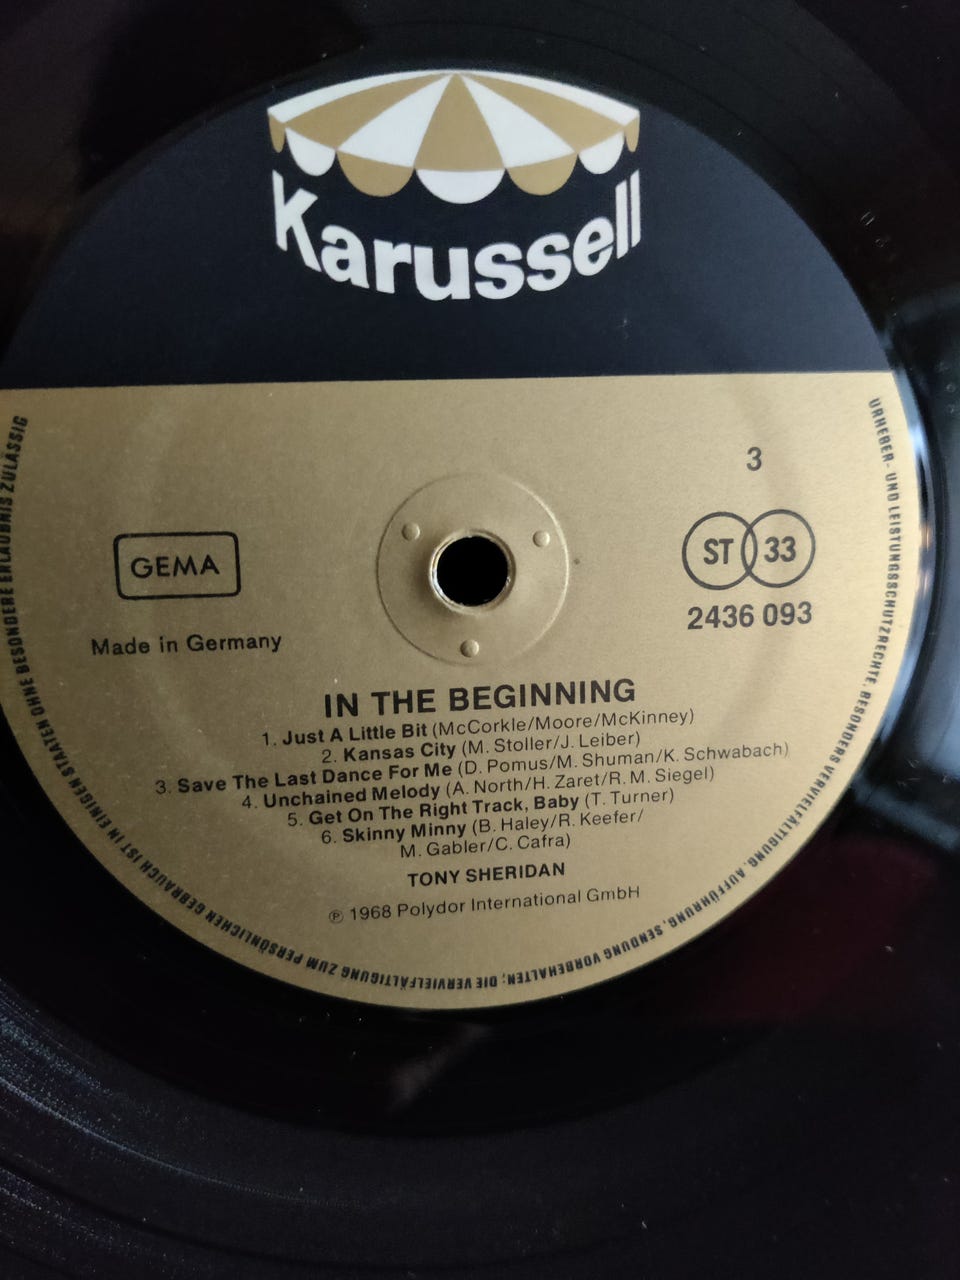 Karussell
3
ST 33
2436 093
GEMA
Made in Germany
IN THE BEGINNING
1. Just A Little Bit (McCorkle/Moore/McKinney)
2. Kansas City (M. Stoller/J. Leiber)
3. Save The Last Dance For Me (D. Pomus/M. Shuman/K. Schwabach)
4. Unchained Melody (A. North/H. Zaret/R. M. Siegel)
5. Get On The Right Track, Baby (T. Turner)
6. Skinny Minny (B. Haley/R. Keefer/
M. Gabler/C. Cafra)
TONY SHERIDAN
℗ 1968 Polydor International GmbH
URHEBER- UND LEISTUNGSSCHUTZRECHTE, BESONDERS VERVIELFÄLTIGUNG, AUFFÜHRUNG, SENDUNG VORBEHALTEN; DIE VERVIELFÄLTIGUNG ZUM PERSÖNLICHEN GEBRAUCH IST IN EINIGEN STAATEN OHNE BESONDERE ERLAUBNIS ZULÄSSIG